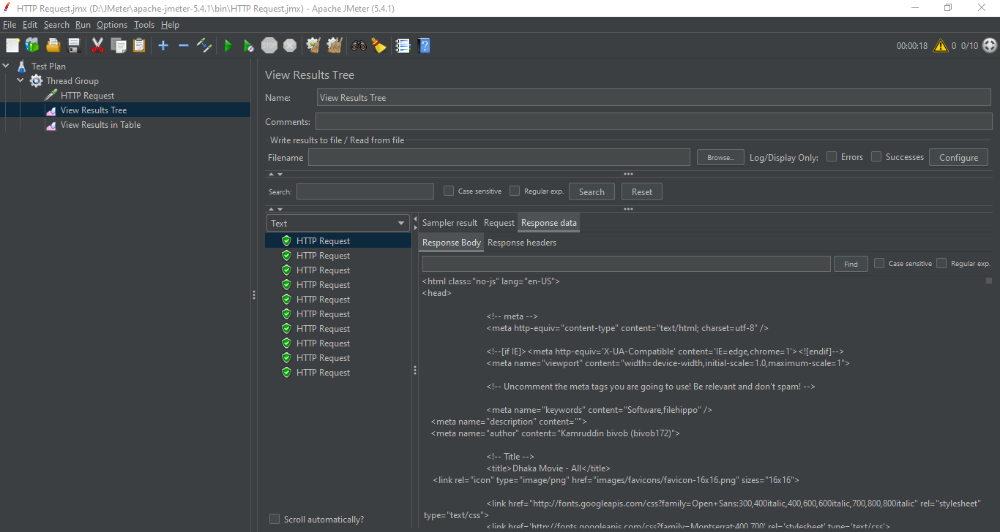 HTTP Request.jmx (D:\JMeter\apache-jmeter-5.4.1\bin\HTTP Request.jmx) - Apache JMeter (5.4.1)
File Edit Search Run Options Tools Help
STOP 00:00:18 0 0/10
Test Plan
Thread Group
HTTP Request
View Results Tree
View Results in Table
View Results Tree
Name: View Results Tree
Comments:
Write results to file / Read from file
Filename Browse... Log/Display Only: Errors Successes Configure
Search: Case sensitive Regular exp. Search Reset
Text
HTTP Request
HTTP Request
HTTP Request
HTTP Request
HTTP Request
HTTP Request
HTTP Request
HTTP Request
HTTP Request
HTTP Request
Scroll automatically?
Sampler result Request Response data
Response Body Response headers
Find Case sensitive Regular exp.
<html class="no-js" lang="en-US">
<head>
<!-- meta -->
<meta http-equiv="content-type" content="text/html; charset=utf-8" />
<!--[if IE]><meta http-equiv='X-UA-Compatible' content='IE=edge,chrome=1'><![endif]-->
<meta name="viewport" content="width=device-width,initial-scale=1.0,maximum-scale=1">
<!-- Uncomment the meta tags you are going to use! Be relevant and don't spam! -->
<meta name="keywords" content="Software,filehippo" />
<meta name="description" content="">
<meta name="author" content="Kamruddin bivob (bivob172)">
<!-- Title -->
<title>Dhaka Movie - All</title>
<link rel="icon" type="image/png" href="images/favicons/favicon-16x16.png" sizes="16x16">
<link href="http://fonts.googleapis.com/css?family=Open+Sans:300,400italic,400,600,600italic,700,800,800italic" rel="stylesheet"
type="text/css">
<link href='http://fonts.googleapis.com/css?family=Montserrat:400,700' rel='stylesheet' type='text/css'>